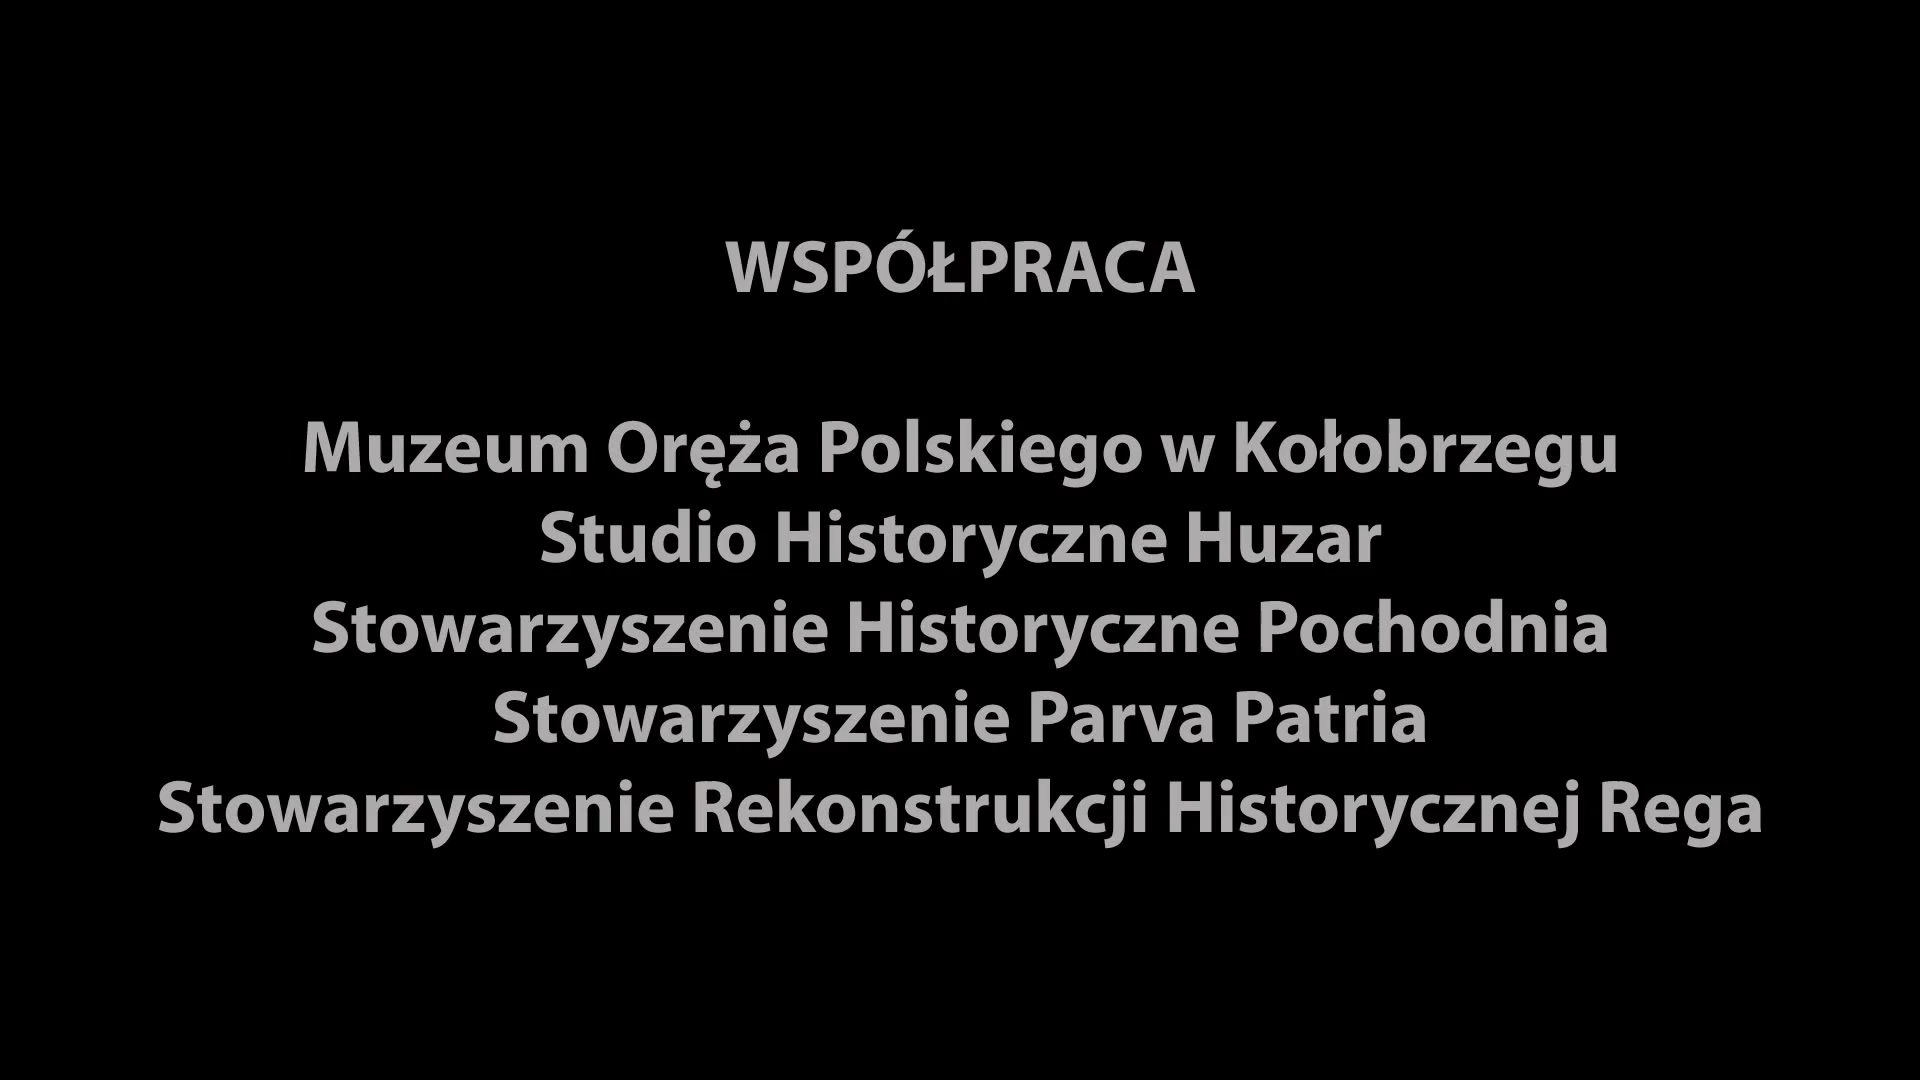 WSPÓŁPRACA
Muzeum Oręża Polskiego w Kołobrzegu
Studio Historyczne Huzar
Stowarzyszenie Historyczne Pochodnia
Stowarzyszenie Parva Patria
Stowarzyszenie Rekonstrukcji Historycznej Rega